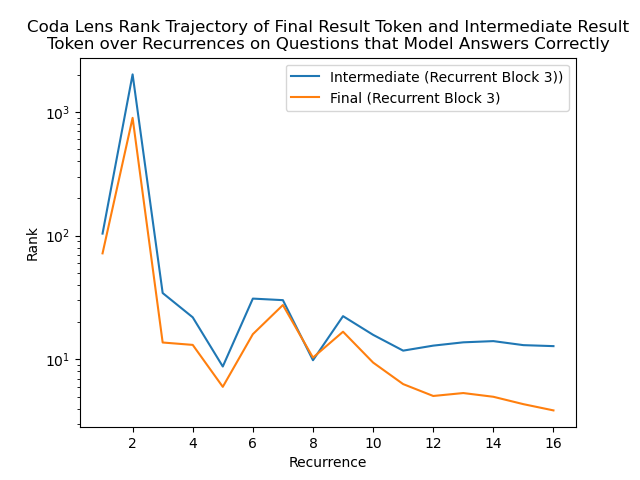 Coda Lens Rank Trajectory of Final Result Token and Intermediate Result
Token over Recurrences on Questions that Model Answers Correctly
Intermediate (Recurrent Block 3))
Final (Recurrent Block 3)
Rank
10³
10²
10¹
2 4 6 8 10 12 14 16
Recurrence